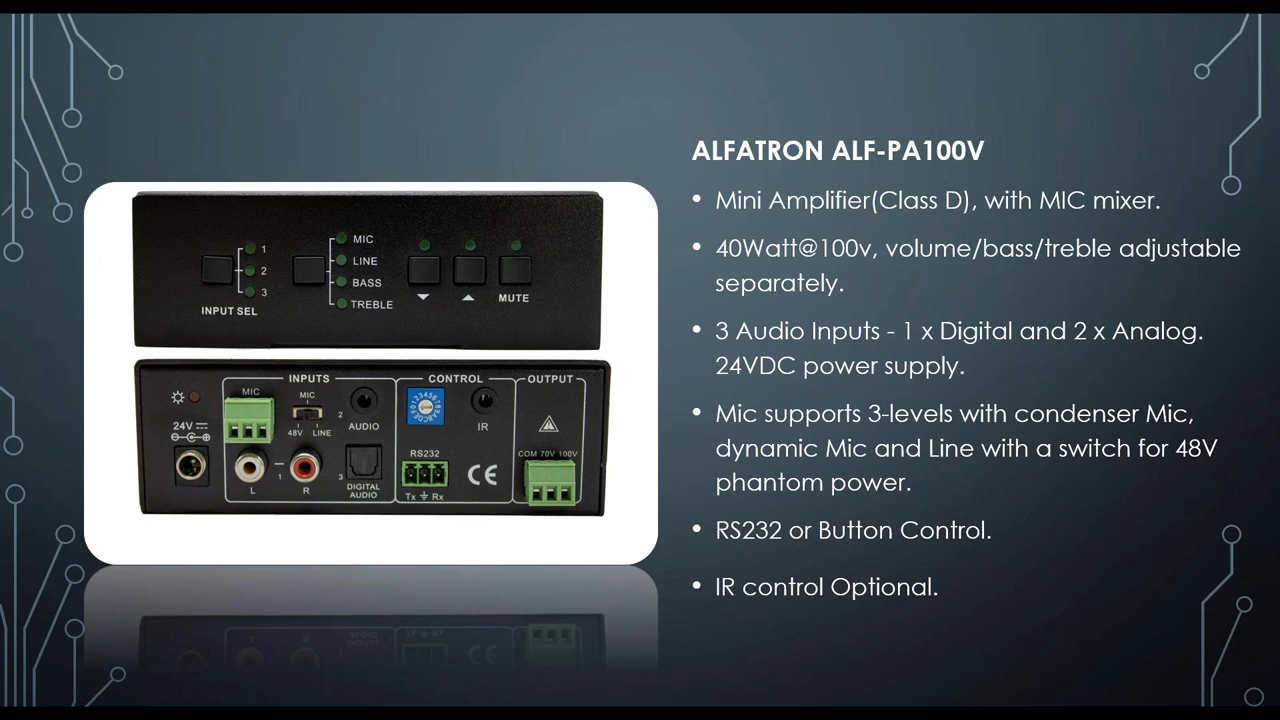 ALFATRON ALF-PA100V
• Mini Amplifier(Class D), with MIC mixer.
• 40Watt@100v, volume/bass/treble adjustable
separately.
• 3 Audio Inputs - 1 x Digital and 2 x Analog.
24VDC power supply.
• Mic supports 3-levels with condenser Mic,
dynamic Mic and Line with a switch for 48V
phantom power.
• RS232 or Button Control.
• IR control Optional.
1
2
3
INPUT SEL
MIC
LINE
BASS
TREBLE
MUTE
INPUTS
CONTROL
OUTPUT
24V
MIC
MIC
48V LINE
2
AUDIO
L
1
R
3
DIGITAL
AUDIO
IR
RS232
Tx Rx
CE
COM 70V 100V